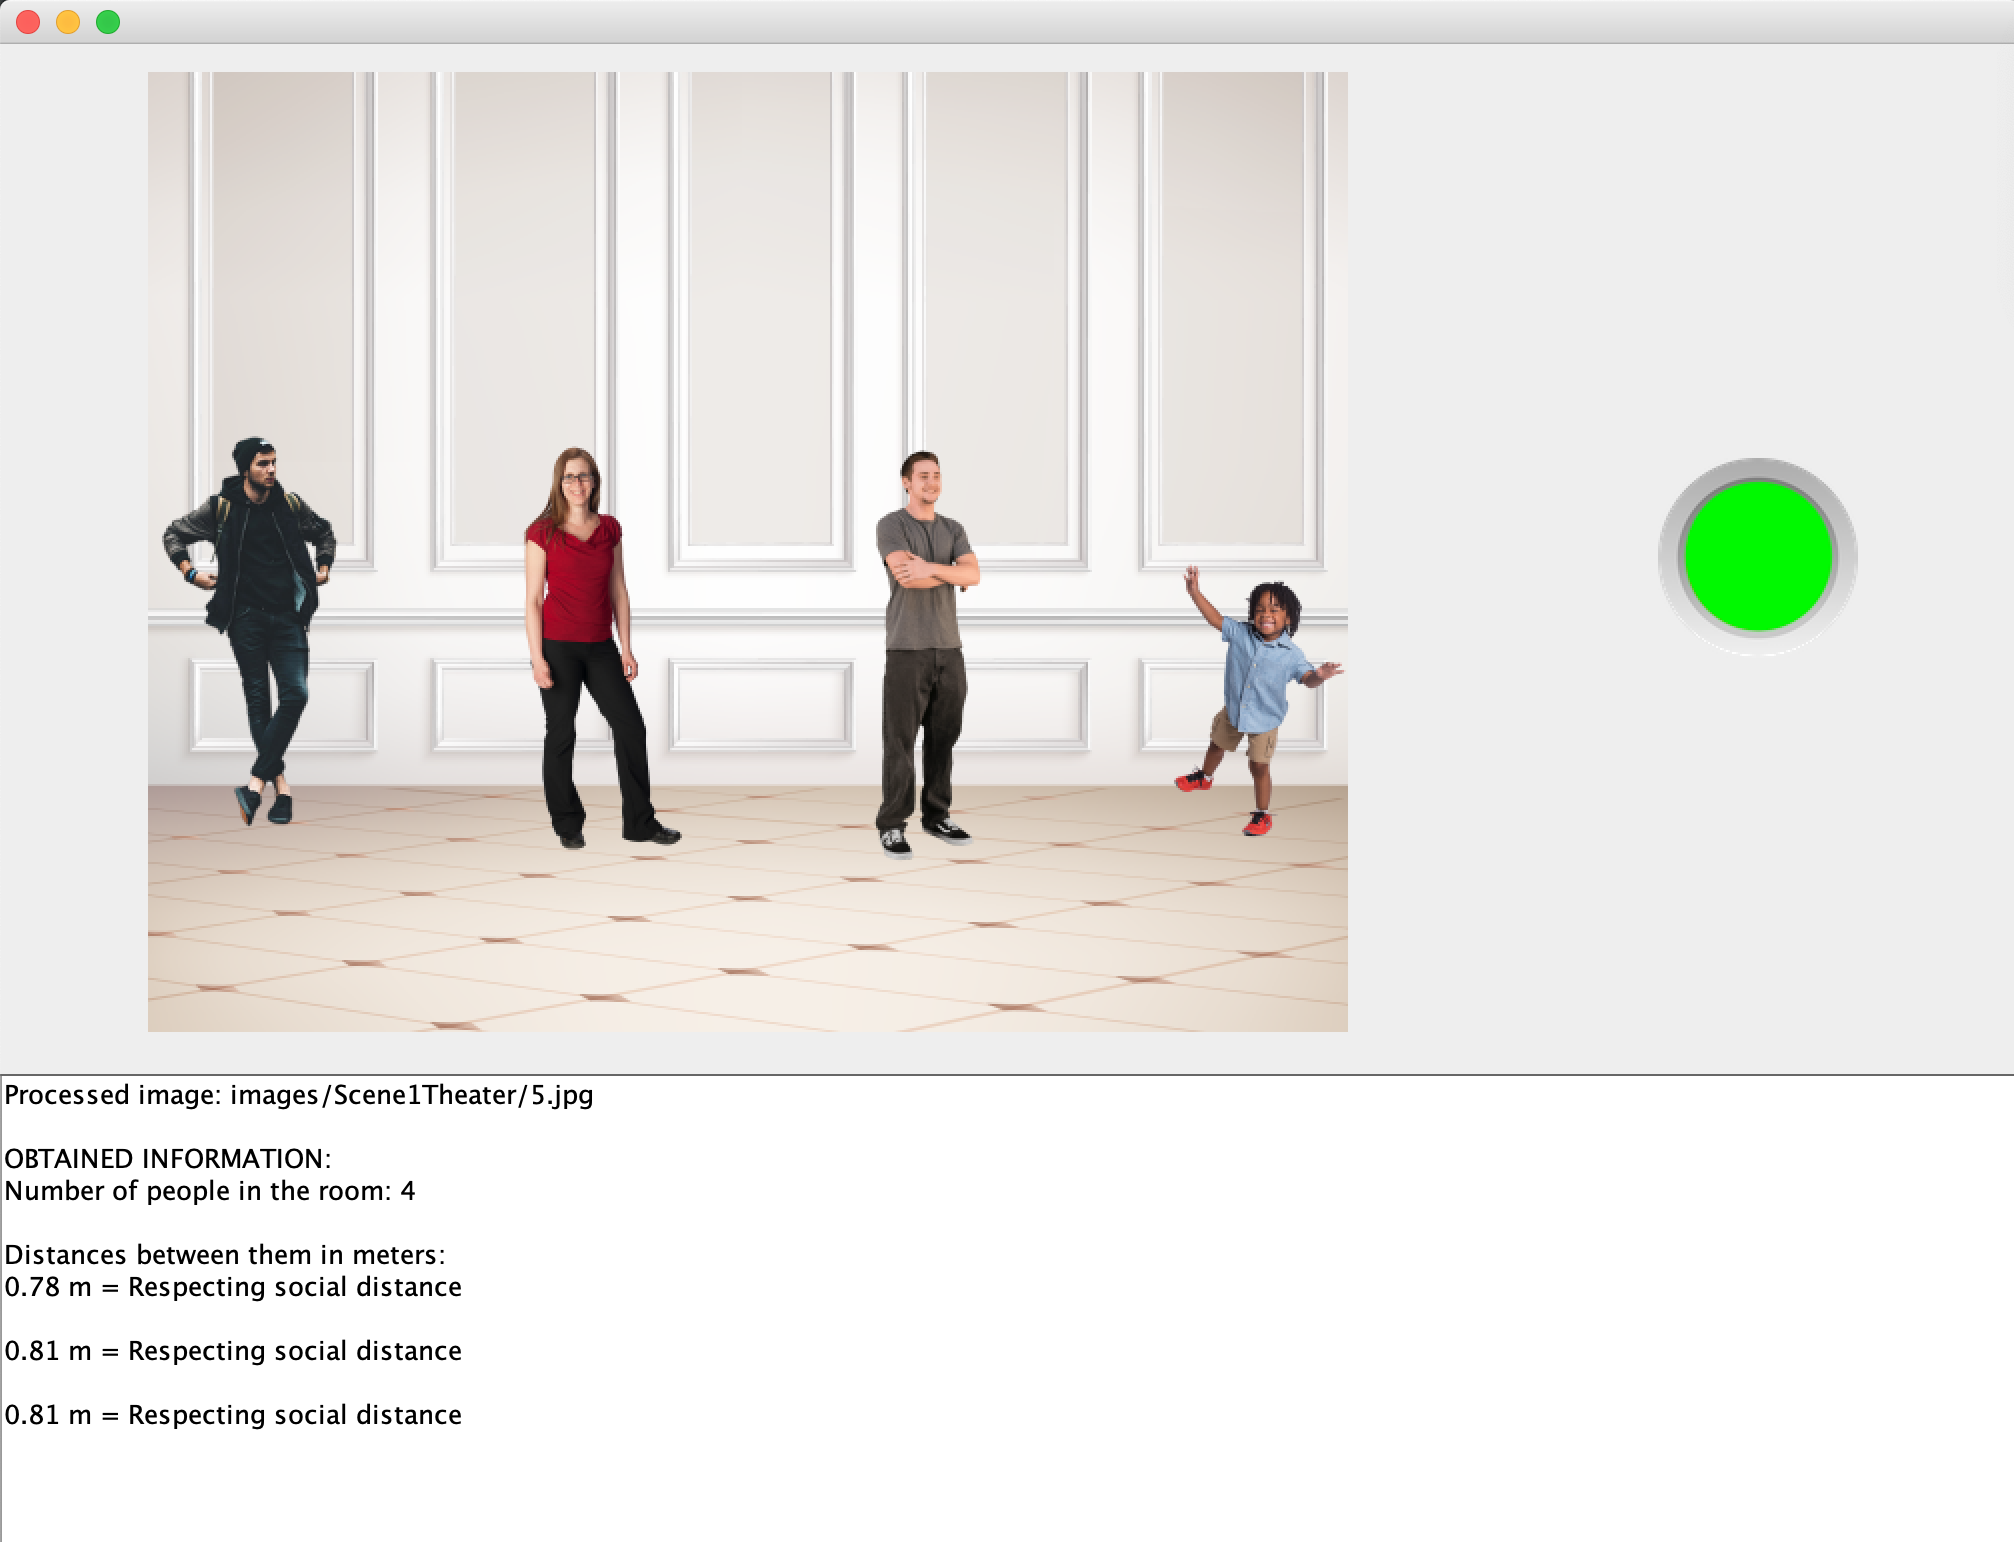 Processed image: images/Scene1Theater/5.jpg
OBTAINED INFORMATION:
Number of people in the room: 4
Distances between them in meters:
0.78 m = Respecting social distance
0.81 m = Respecting social distance
0.81 m = Respecting social distance